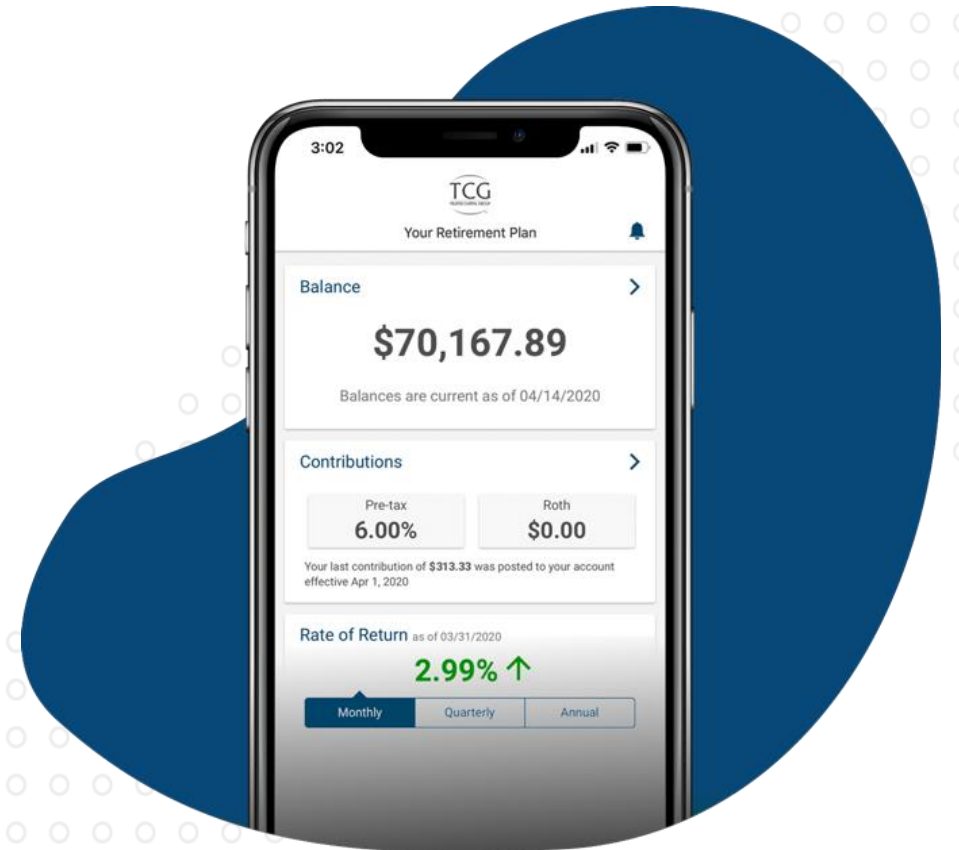 3:02
TCG
Your Retirement Plan
Balance
$70,167.89
Balances are current as of 04/14/2020
Contributions
Pre-tax
6.00%
Roth
$0.00
Your last contribution of $313.33 was posted to your account
effective Apr 1, 2020
Rate of Return as of 03/31/2020
2.99% ↑
Monthly
Quarterly
Annual